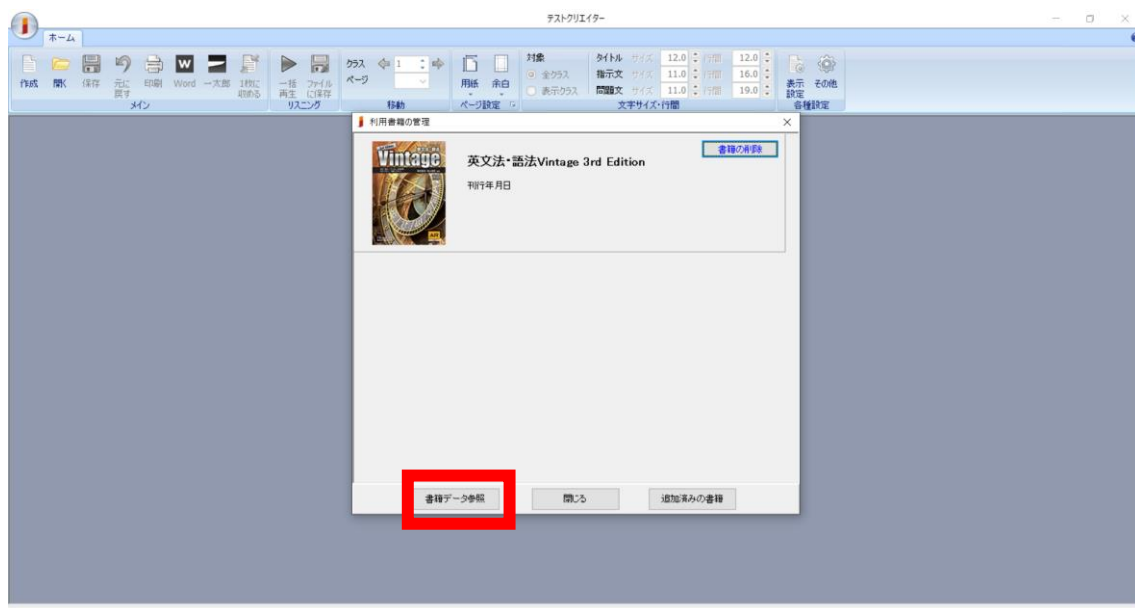 テストクリエイター
ホーム
作成 開く 保存 元に戻す 印刷 Word 一太郎 1枚に収める
メイン
一括再生 ファイルに保存
リスニング
クラス 1
ページ
移動
用紙 余白
ページ設定
対象
全クラス
表示クラス
タイトル サイズ 12.0 行間 12.0
指示文 サイズ 11.0 行間 16.0
問題文 サイズ 11.0 行間 19.0
文字サイズ・行間
表示設定 その他
各種設定
利用書籍の管理
Vintage
英文法・語法Vintage 3rd Edition
書籍の削除
刊行年月日
書籍データ参照 閉じる 追加済みの書籍